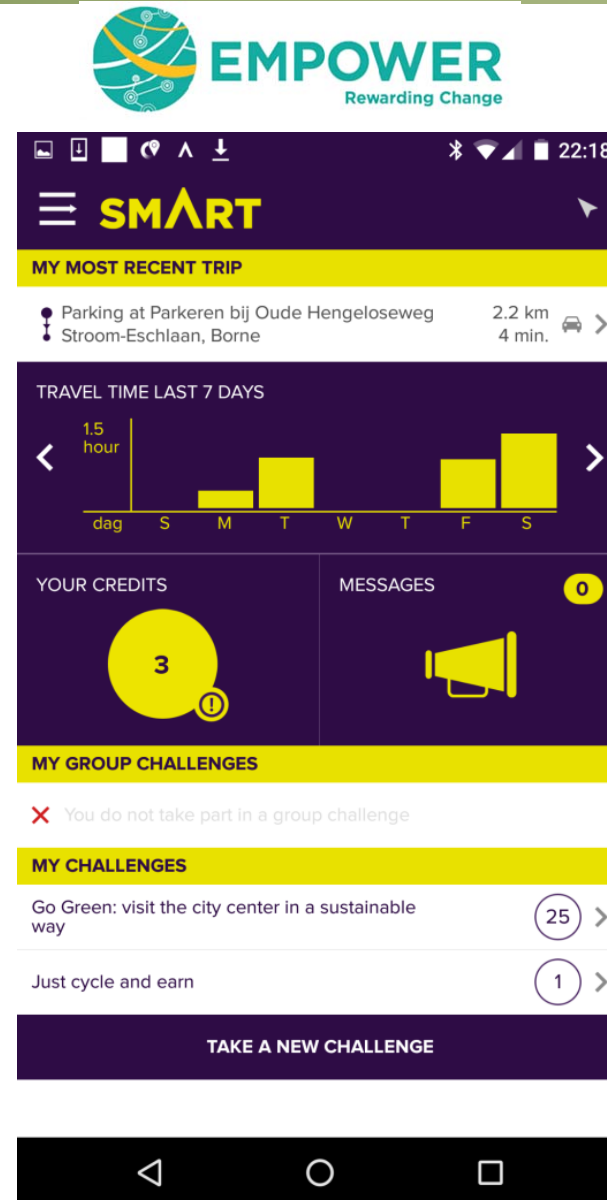 EMPOWER
Rewarding Change
22:18
SMART
MY MOST RECENT TRIP
Parking at Parkeren bij Oude Hengeloseweg 2.2 km
Stroom-Eschlaan, Borne 4 min.
TRAVEL TIME LAST 7 DAYS
1.5
hour
dag S M T W T F S
YOUR CREDITS MESSAGES 0
3
MY GROUP CHALLENGES
You do not take part in a group challenge
MY CHALLENGES
Go Green: visit the city center in a sustainable
way
25
Just cycle and earn 1
TAKE A NEW CHALLENGE